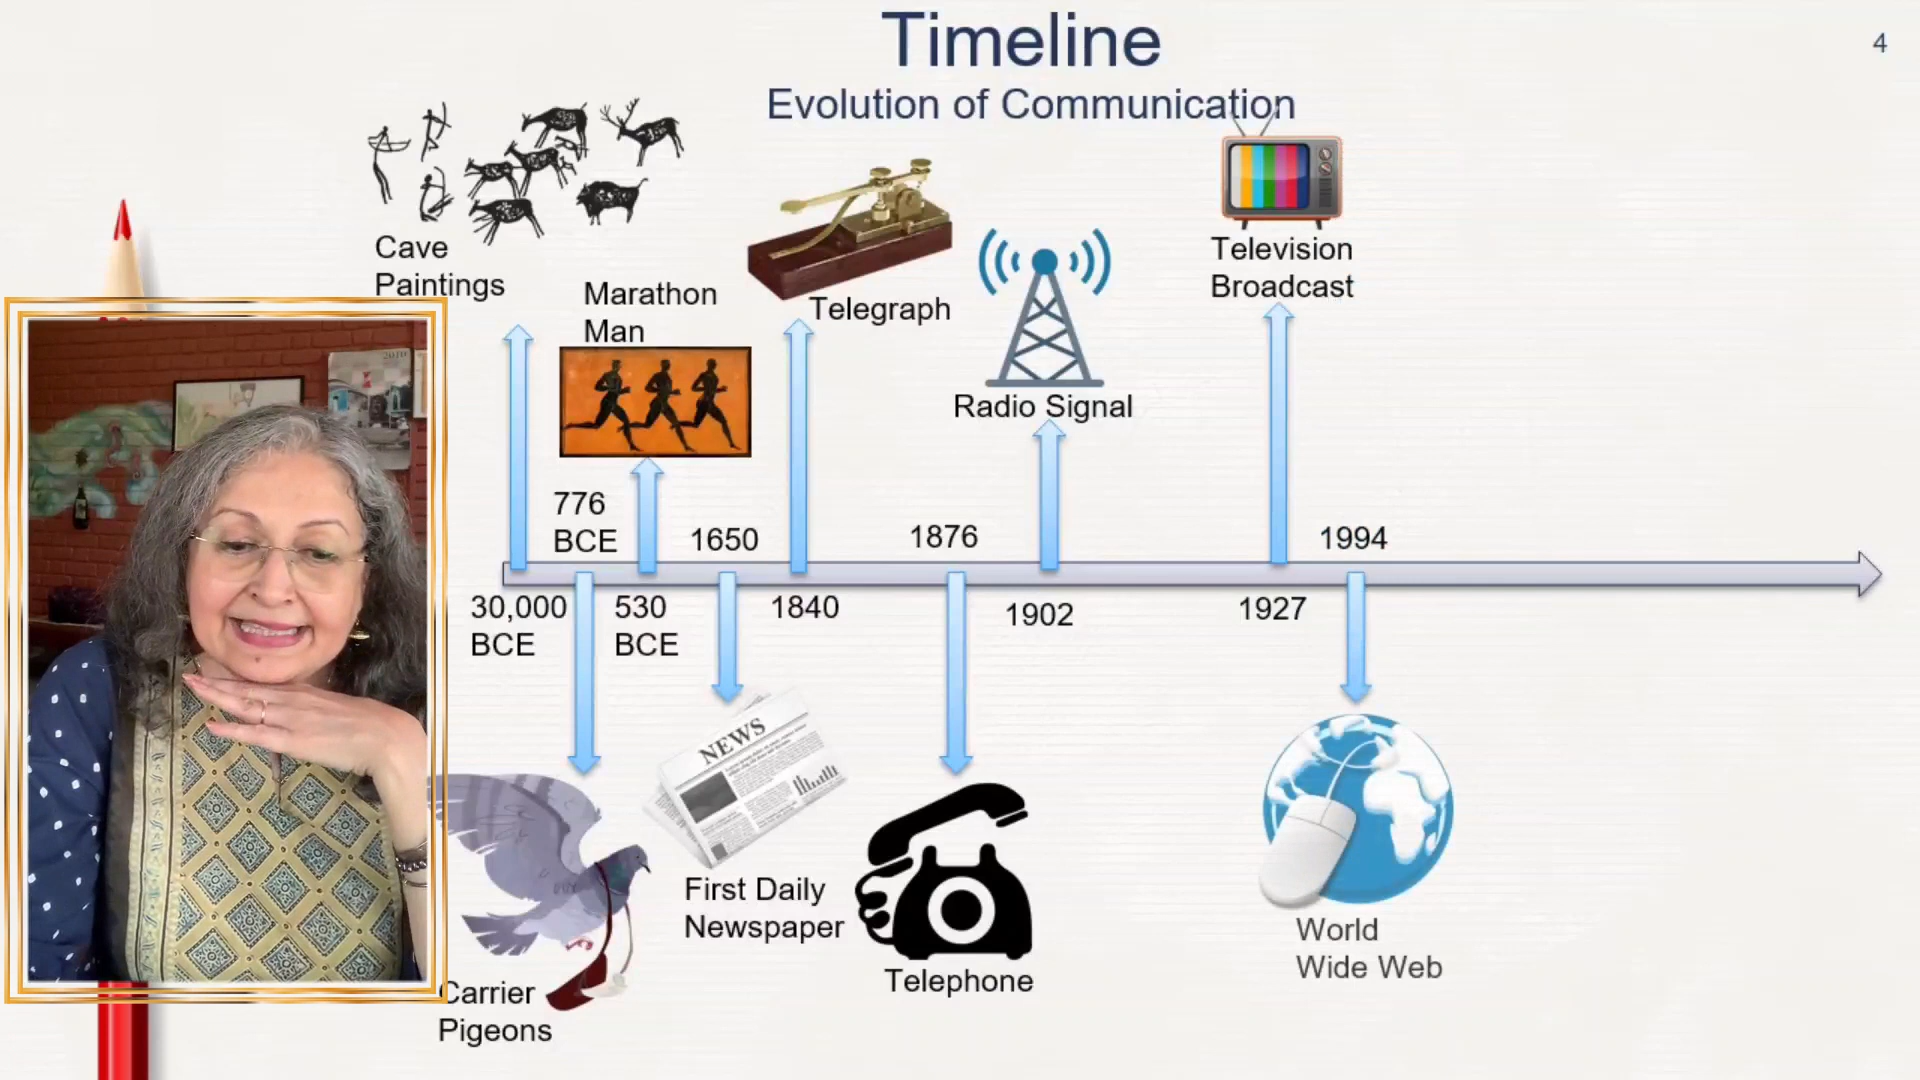 Timeline
4
Evolution of Communication
Cave
Paintings
Marathon
Man
Telegraph
Radio Signal
Television
Broadcast
776
BCE
1650
1876
1994
30,000
BCE
530
BCE
1840
1902
1927
NEWS
First Daily
Newspaper
Telephone
World
Wide Web
Carrier
Pigeons
2010